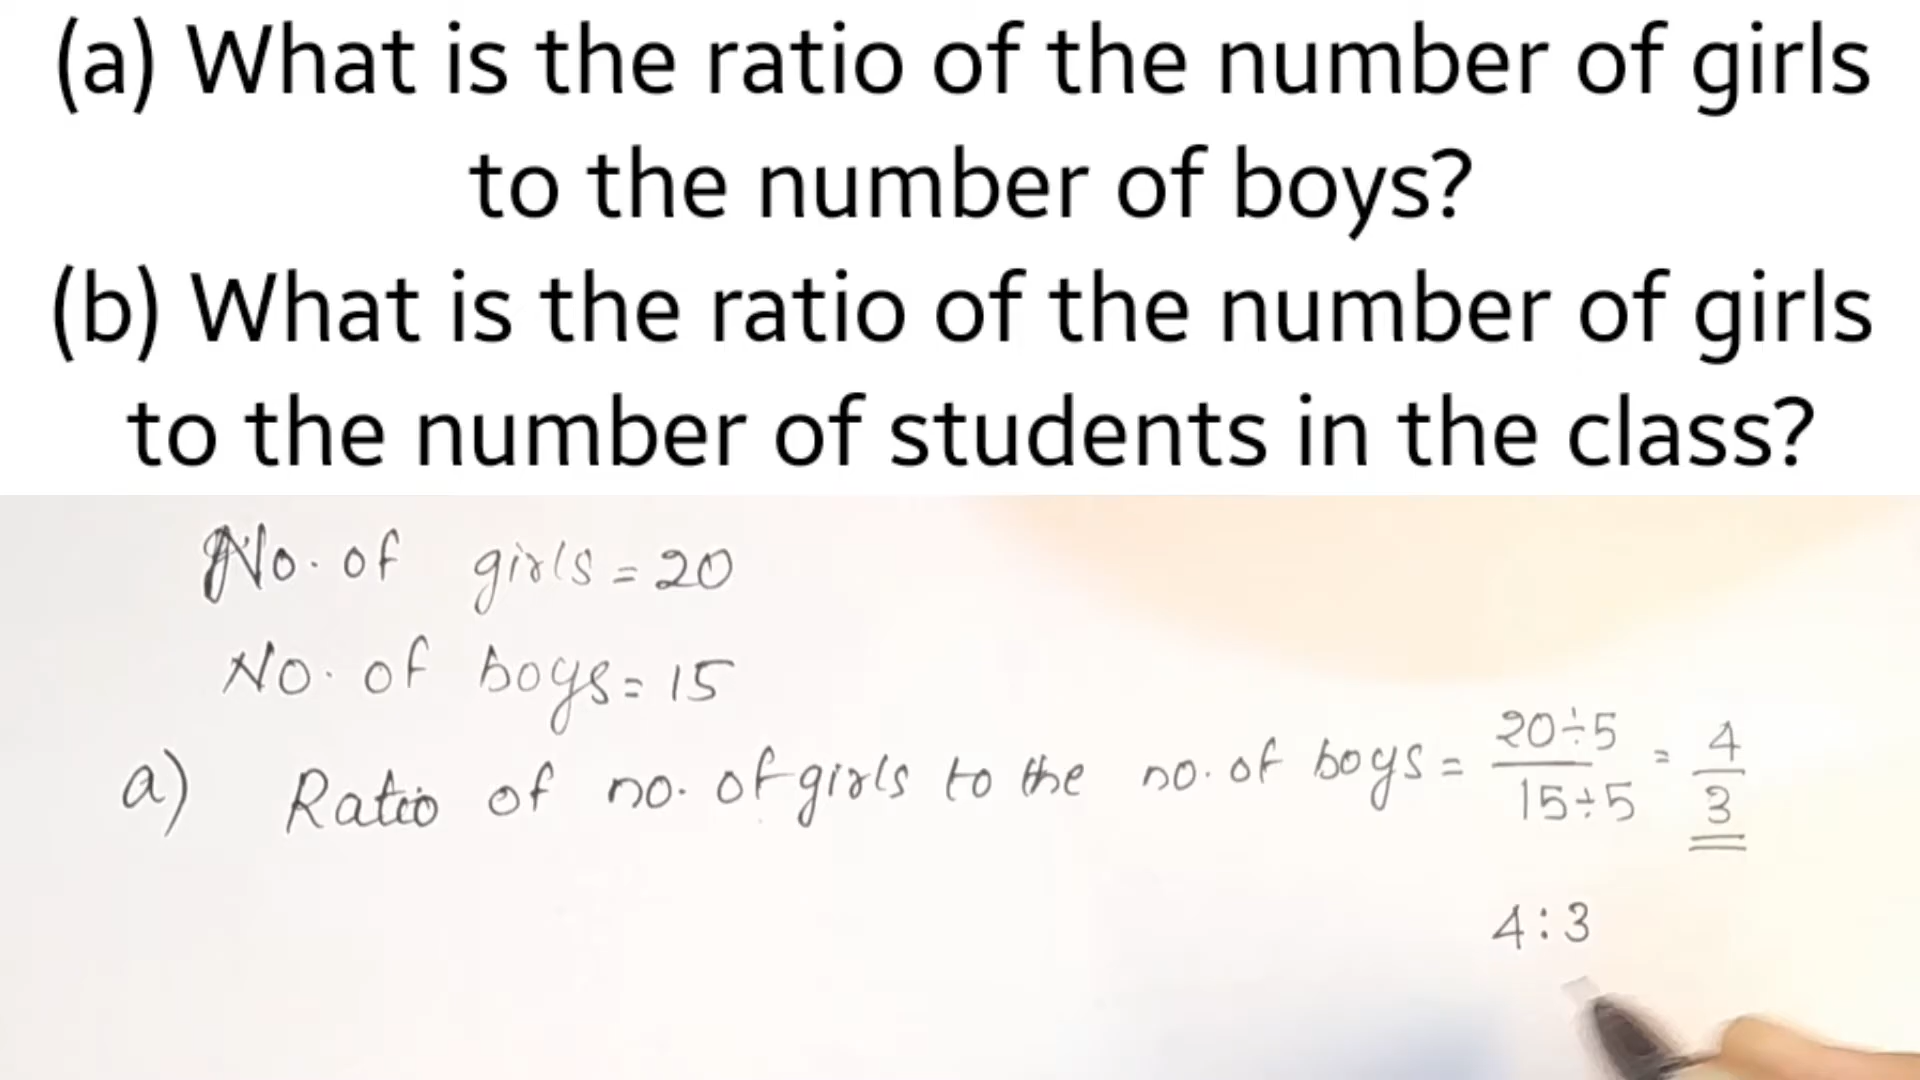 (a) What is the ratio of the number of girls
to the number of boys?
(b) What is the ratio of the number of girls
to the number of students in the class?
No. of girls = 20
No. of boys = 15
a) Ratio of no. of girls to the no. of boys = 20÷5 / 15÷5 = 4 / 3
4:3